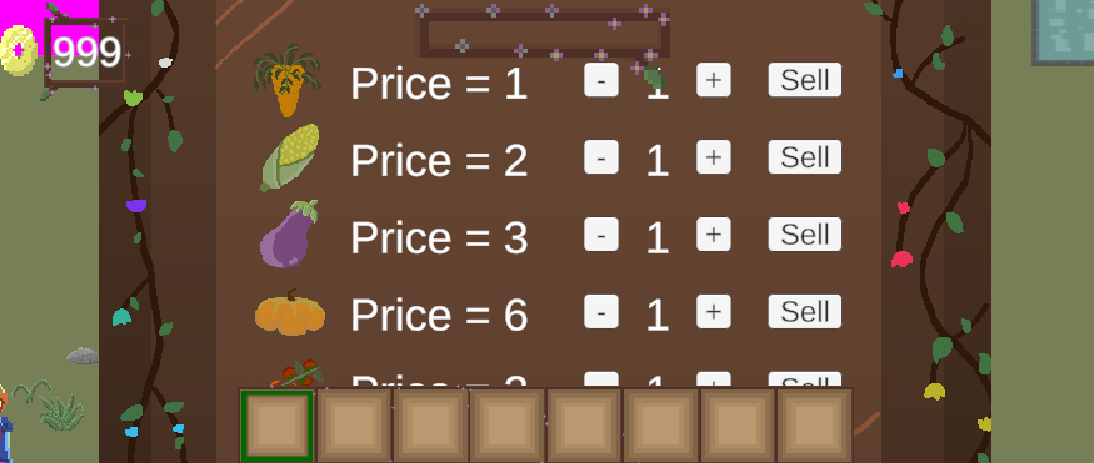 999
Price = 1 - 1 + Sell
Price = 2 - 1 + Sell
Price = 3 - 1 + Sell
Price = 6 - 1 + Sell